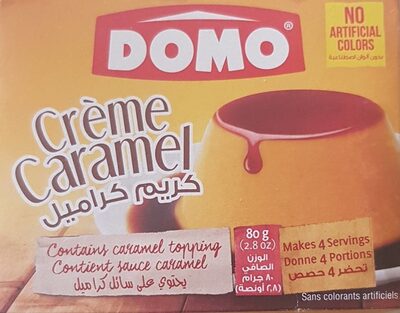 DOMO®
NO
ARTIFICIAL
COLORS
بدون ألوان اصطناعية
Crème
Caramel
كريم كراميل
Contains caramel topping
Contient sauce caramel
يحتوي على سائل كراميل
80 g
(2.8 oz)
الوزن
الصافي
٨٠ جرام
(٢,٨ أونصة)
Makes 4 Servings
Donne 4 Portions
تحضر 4 حصص
Sans colorants artificiels